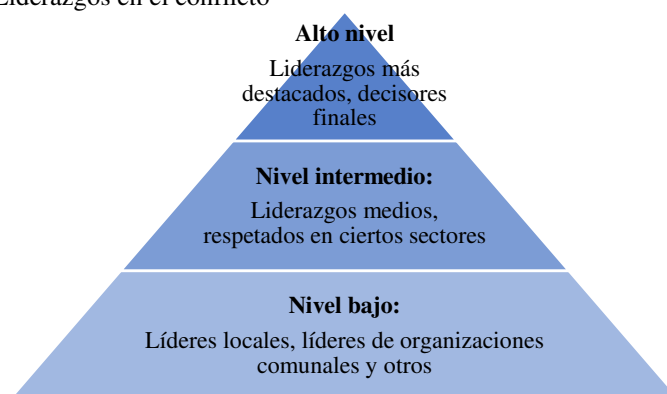 Liderazgos en el conflicto
Alto nivel
Liderazgos más
destacados, decisores
finales
Nivel intermedio:
Liderazgos medios,
respetados en ciertos sectores
Nivel bajo:
Líderes locales, líderes de organizaciones
comunales y otros